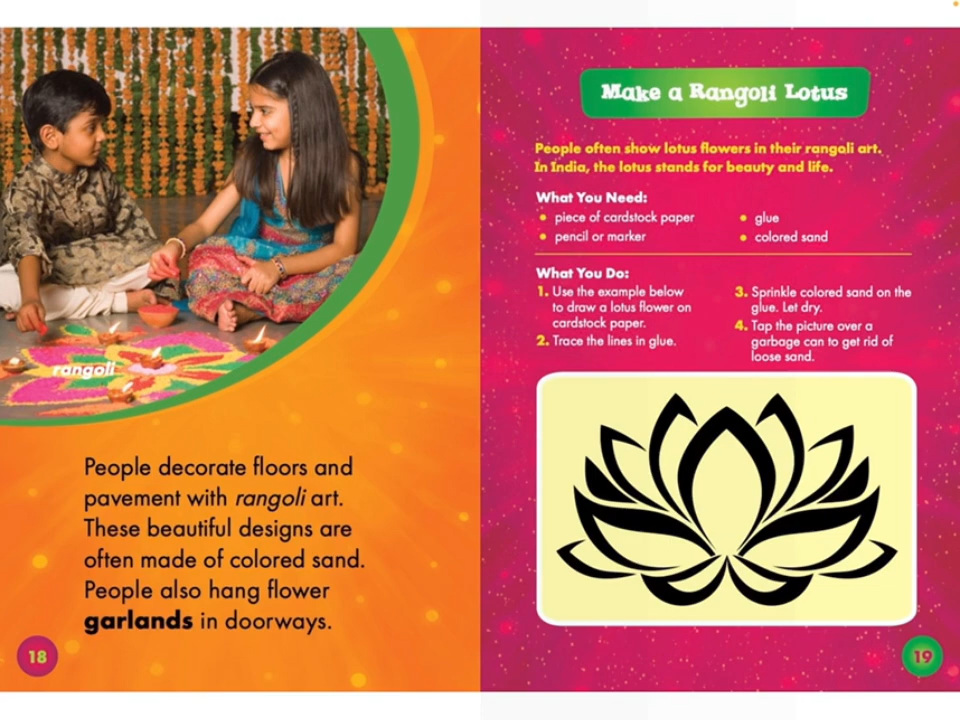 rangoli
People decorate floors and
pavement with rangoli art.
These beautiful designs are
often made of colored sand.
People also hang flower
garlands in doorways.
18
Make a Rangoli Lotus
People often show lotus flowers in their rangoli art.
In India, the lotus stands for beauty and life.
What You Need:
• piece of cardstock paper
• pencil or marker
• glue
• colored sand
What You Do:
1. Use the example below
to draw a lotus flower on
cardstock paper.
2. Trace the lines in glue.
3. Sprinkle colored sand on the
glue. Let dry.
4. Tap the picture over a
garbage can to get rid of
loose sand.
19